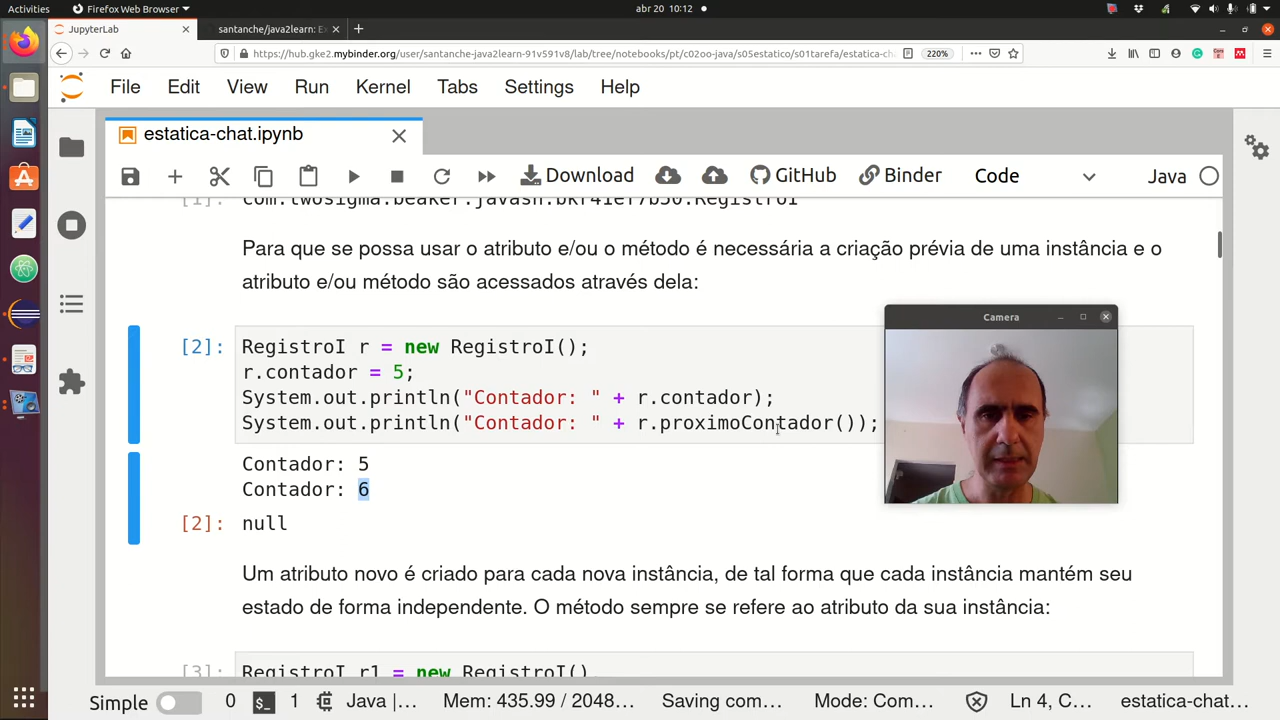 Activities
Firefox Web Browser
abr 20 10:12
JupyterLab
santanche/java2learn: Ex
https://hub.gke2.mybinder.org/user/santanche-java2learn-91v591v8/lab/tree/notebooks/pt/c02oo-java/s05estatico/s01tarefa/estatica-ch
220%
File Edit View Run Kernel Tabs Settings Help
estatica-chat.ipynb
Download GitHub Binder Code Java
[1]:
Para que se possa usar o atributo e/ou o método é necessária a criação prévia de uma instância e o
atributo e/ou método são acessados através dela:
Camera
[2]: RegistroI r = new RegistroI();
r.contador = 5;
System.out.println("Contador: " + r.contador);
System.out.println("Contador: " + r.proximoContador());
Contador: 5
Contador: 6
[2]: null
Um atributo novo é criado para cada nova instância, de tal forma que cada instância mantém seu
estado de forma independente. O método sempre se refere ao atributo da sua instância:
[3]: RegistroI r1 = new RegistroI()
Simple 0 $_ 1 Java |... Mem: 435.99 / 2048... Saving com... Mode: Com... Ln 4, C... estatica-chat...